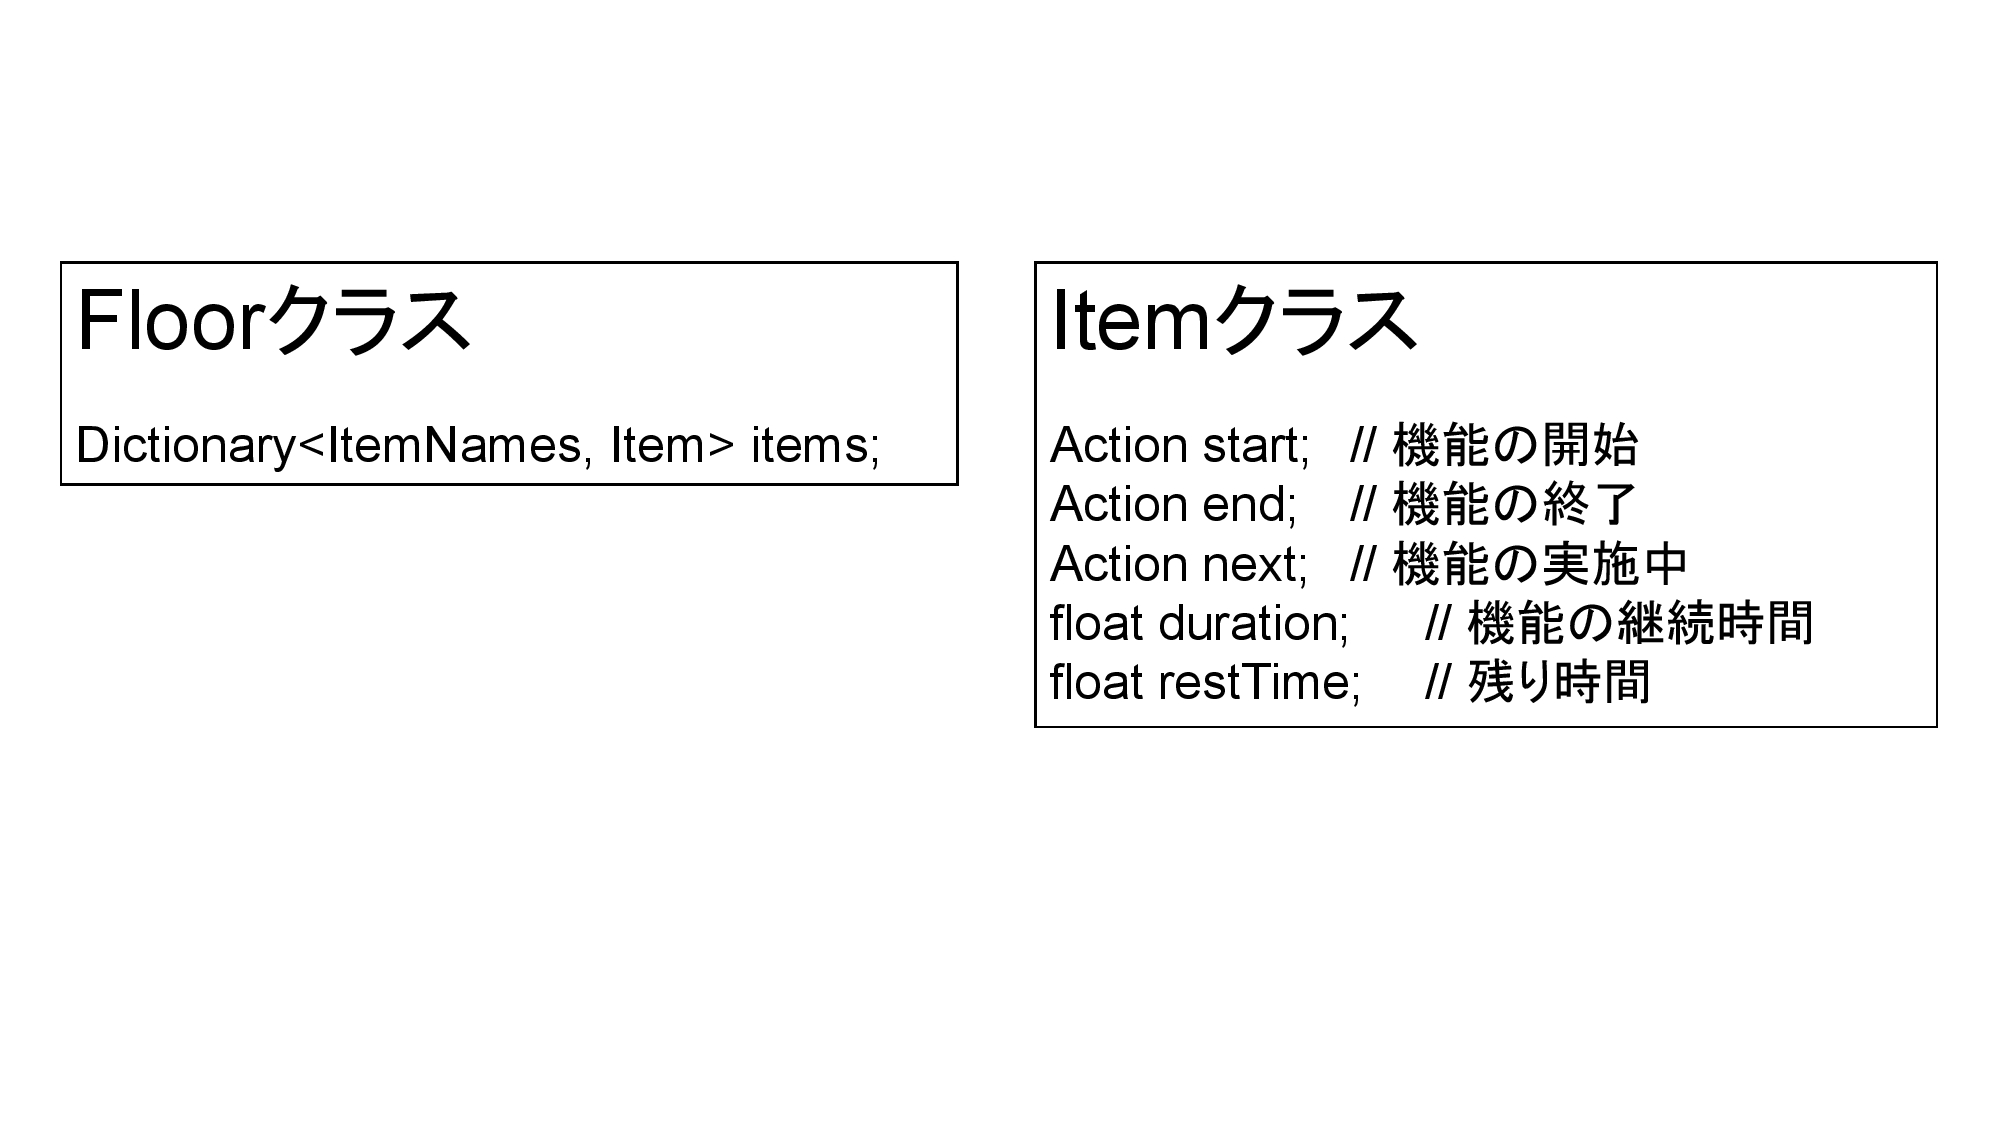 Floorクラス
Dictionary<ItemNames, Item> items;
Itemクラス
Action start; // 機能の開始
Action end; // 機能の終了
Action next; // 機能の実施中
float duration; // 機能の継続時間
float restTime; // 残り時間